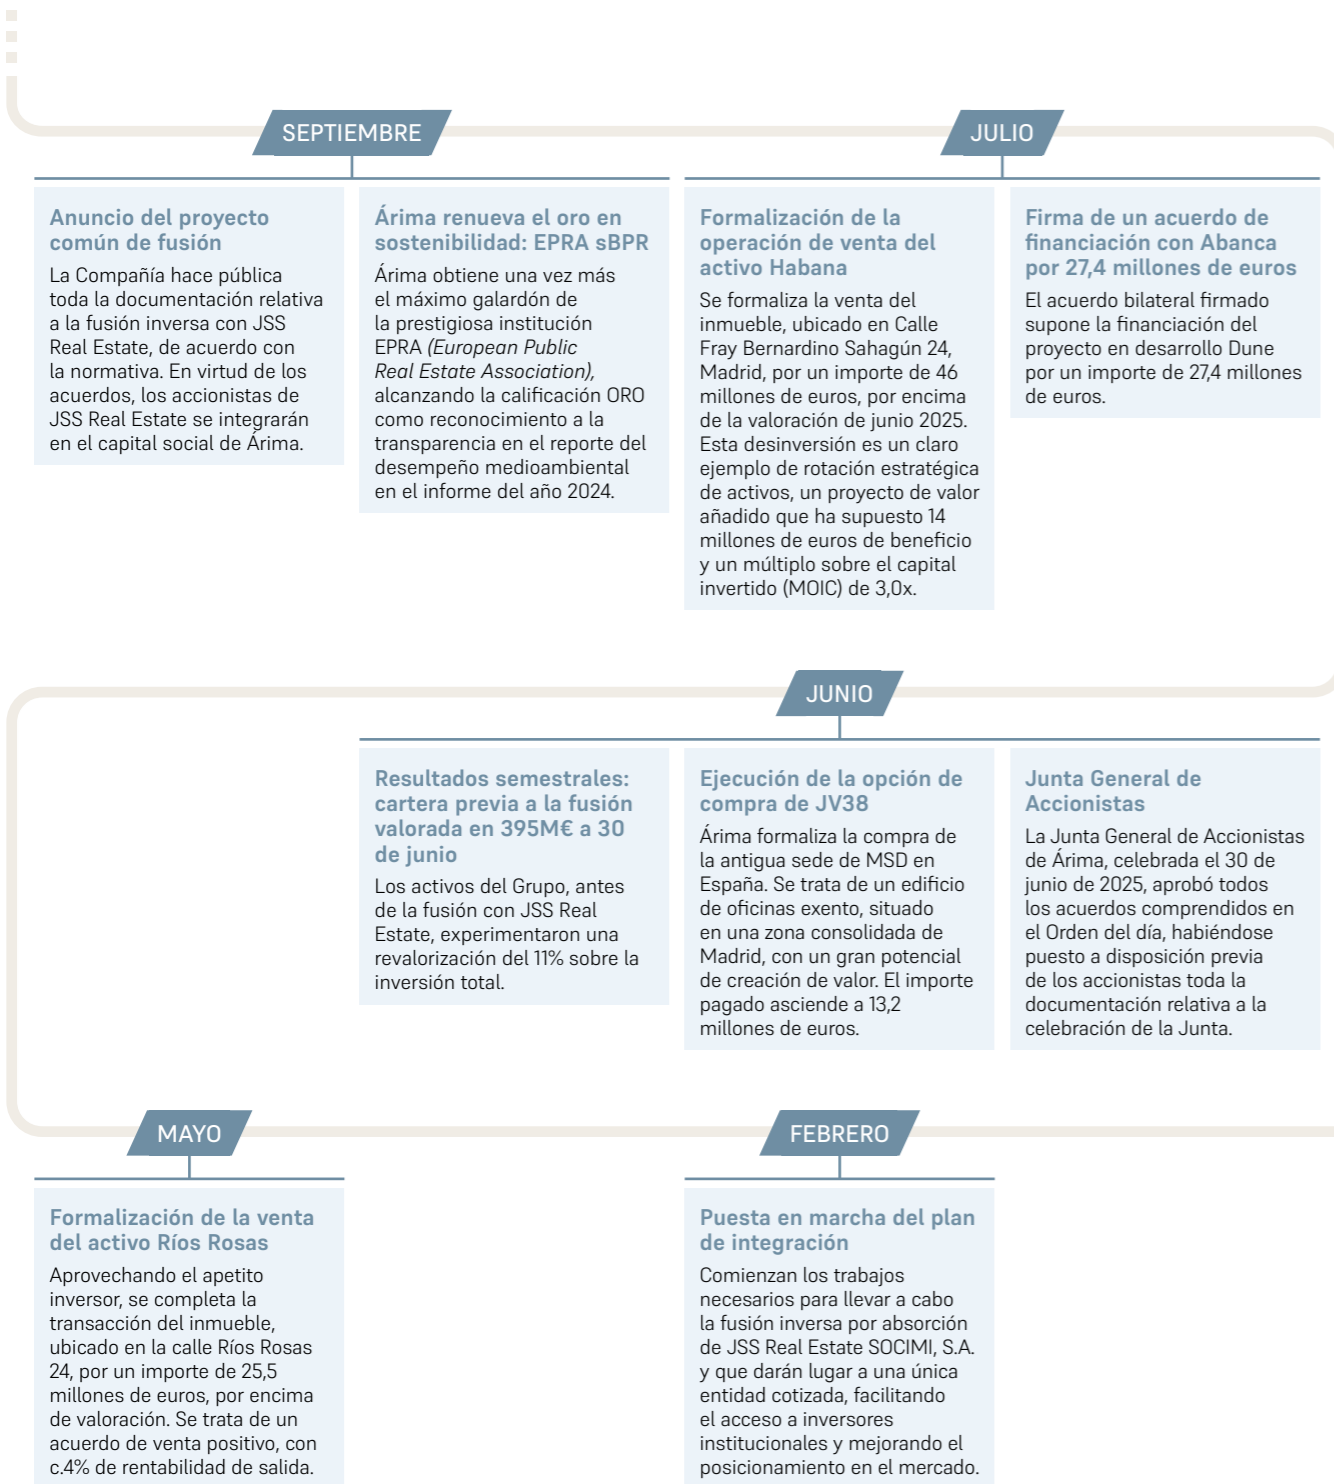 SEPTIEMBRE
Anuncio del proyecto
común de fusión
La Compañía hace pública
toda la documentación relativa
a la fusión inversa con JSS
Real Estate, de acuerdo con
la normativa. En virtud de los
acuerdos, los accionistas de
JSS Real Estate se integrarán
en el capital social de Árima.
Árima renueva el oro en
sostenibilidad: EPRA sBPR
Árima obtiene una vez más
el máximo galardón de
la prestigiosa institución
EPRA (European Public
Real Estate Association),
alcanzando la calificación ORO
como reconocimiento a la
transparencia en el reporte del
desempeño medioambiental
en el informe del año 2024.
JULIO
Formalización de la
operación de venta del
activo Habana
Se formaliza la venta del
inmueble, ubicado en Calle
Fray Bernardino Sahagún 24,
Madrid, por un importe de 46
millones de euros, por encima
de la valoración de junio 2025.
Esta desinversión es un claro
ejemplo de rotación estratégica
de activos, un proyecto de valor
añadido que ha supuesto 14
millones de euros de beneficio
y un múltiplo sobre el capital
invertido (MOIC) de 3,0x.
Firma de un acuerdo de
financiación con Abanca
por 27,4 millones de euros
El acuerdo bilateral firmado
supone la financiación del
proyecto en desarrollo Dune
por un importe de 27,4 millones
de euros.
JUNIO
Resultados semestrales:
cartera previa a la fusión
valorada en 395M€ a 30
de junio
Los activos del Grupo, antes
de la fusión con JSS Real
Estate, experimentaron una
revalorización del 11% sobre la
inversión total.
Ejecución de la opción de
compra de JV38
Árima formaliza la compra de
la antigua sede de MSD en
España. Se trata de un edificio
de oficinas exento, situado
en una zona consolidada de
Madrid, con un gran potencial
de creación de valor. El importe
pagado asciende a 13,2
millones de euros.
Junta General de
Accionistas
La Junta General de Accionistas
de Árima, celebrada el 30 de
junio de 2025, aprobó todos
los acuerdos comprendidos en
el Orden del día, habiéndose
puesto a disposición previa
de los accionistas toda la
documentación relativa a la
celebración de la Junta.
MAYO
Formalización de la venta
del activo Ríos Rosas
Aprovechando el apetito
inversor, se completa la
transacción del inmueble,
ubicado en la calle Ríos Rosas
24, por un importe de 25,5
millones de euros, por encima
de valoración. Se trata de un
acuerdo de venta positivo, con
c.4% de rentabilidad de salida.
FEBRERO
Puesta en marcha del plan
de integración
Comienzan los trabajos
necesarios para llevar a cabo
la fusión inversa por absorción
de JSS Real Estate SOCIMI, S.A.
y que darán lugar a una única
entidad cotizada, facilitando
el acceso a inversores
institucionales y mejorando el
posicionamiento en el mercado.